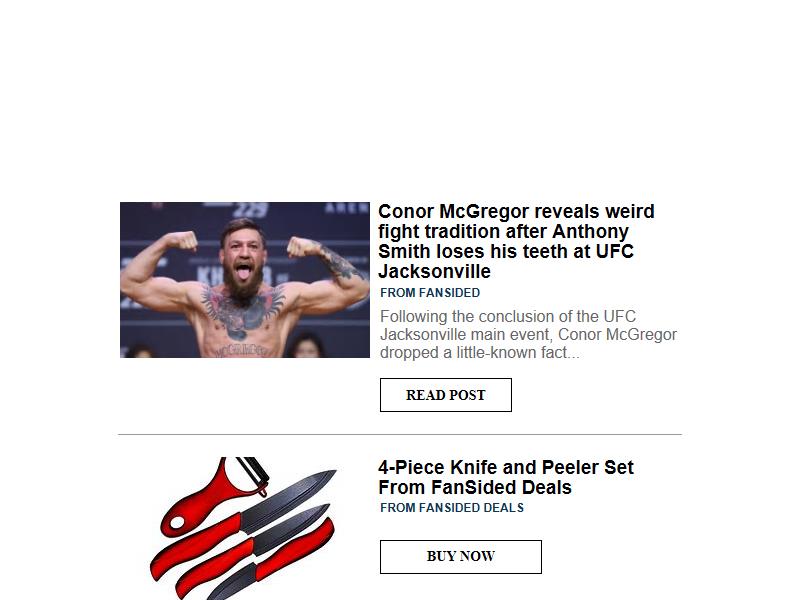 229
Conor McGregor reveals weird
fight tradition after Anthony
Smith loses his teeth at UFC
Jacksonville
FROM FANSIDED
Following the conclusion of the UFC
Jacksonville main event, Conor McGregor
dropped a little-known fact...
READ POST
4-Piece Knife and Peeler Set
From FanSided Deals
FROM FANSIDED DEALS
BUY NOW